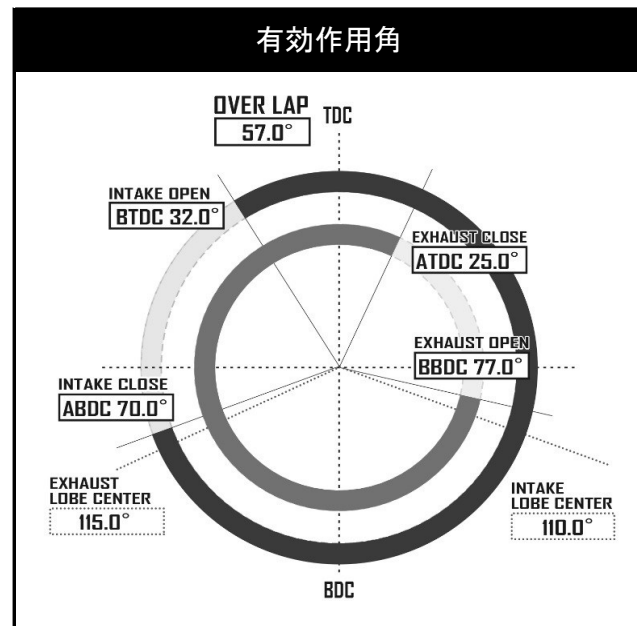 有効作用角
OVER LAP
57.0°
TDC
INTAKE OPEN
BTDC 32.0°
EXHAUST CLOSE
ATDC 25.0°
EXHAUST OPEN
BBDC 77.0°
INTAKE CLOSE
ABDC 70.0°
EXHAUST
LOBE CENTER
115.0°
INTAKE
LOBE CENTER
110.0°
BDC